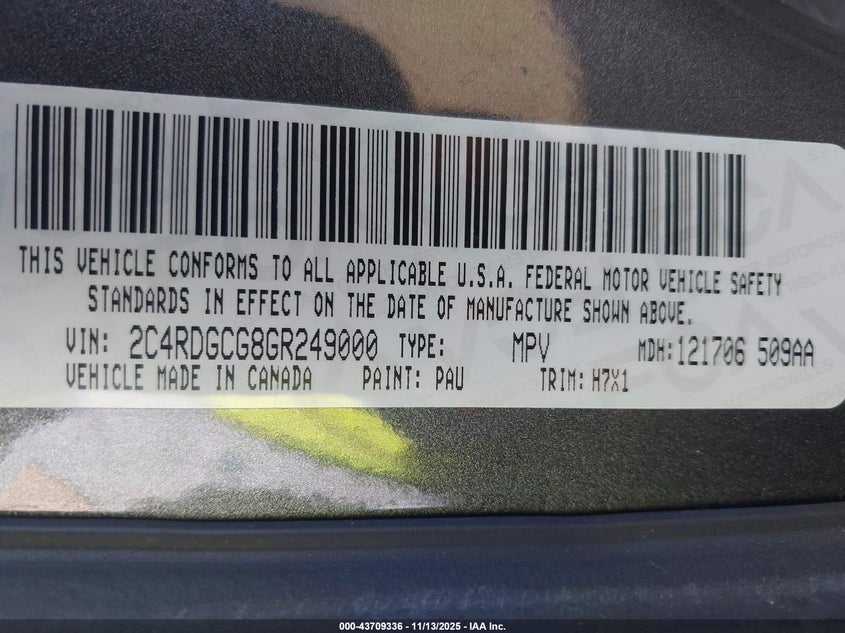 THIS VEHICLE CONFORMS TO ALL APPLICABLE U.S.A. FEDERAL MOTOR VEHICLE SAFETY
STANDARDS IN EFFECT ON THE DATE OF MANUFACTURE SHOWN ABOVE.
VIN: 2C4RDGCG8GR249000 TYPE: MPV MDH:121706 509AA
VEHICLE MADE IN CANADA PAINT: PAU TRIM: H7X1
000-43709336 - 11/13/2025 - IAA Inc.